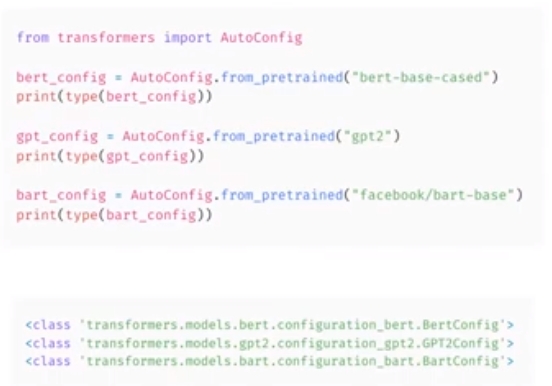 from transformers import AutoConfig
bert_config = AutoConfig.from_pretrained("bert-base-cased")
print(type(bert_config))
gpt_config = AutoConfig.from_pretrained("gpt2")
print(type(gpt_config))
bart_config = AutoConfig.from_pretrained("facebook/bart-base")
print(type(bart_config))
<class 'transformers.models.bert.configuration_bert.BertConfig'>
<class 'transformers.models.gpt2.configuration_gpt2.GPT2Config'>
<class 'transformers.models.bart.configuration_bart.BartConfig'>